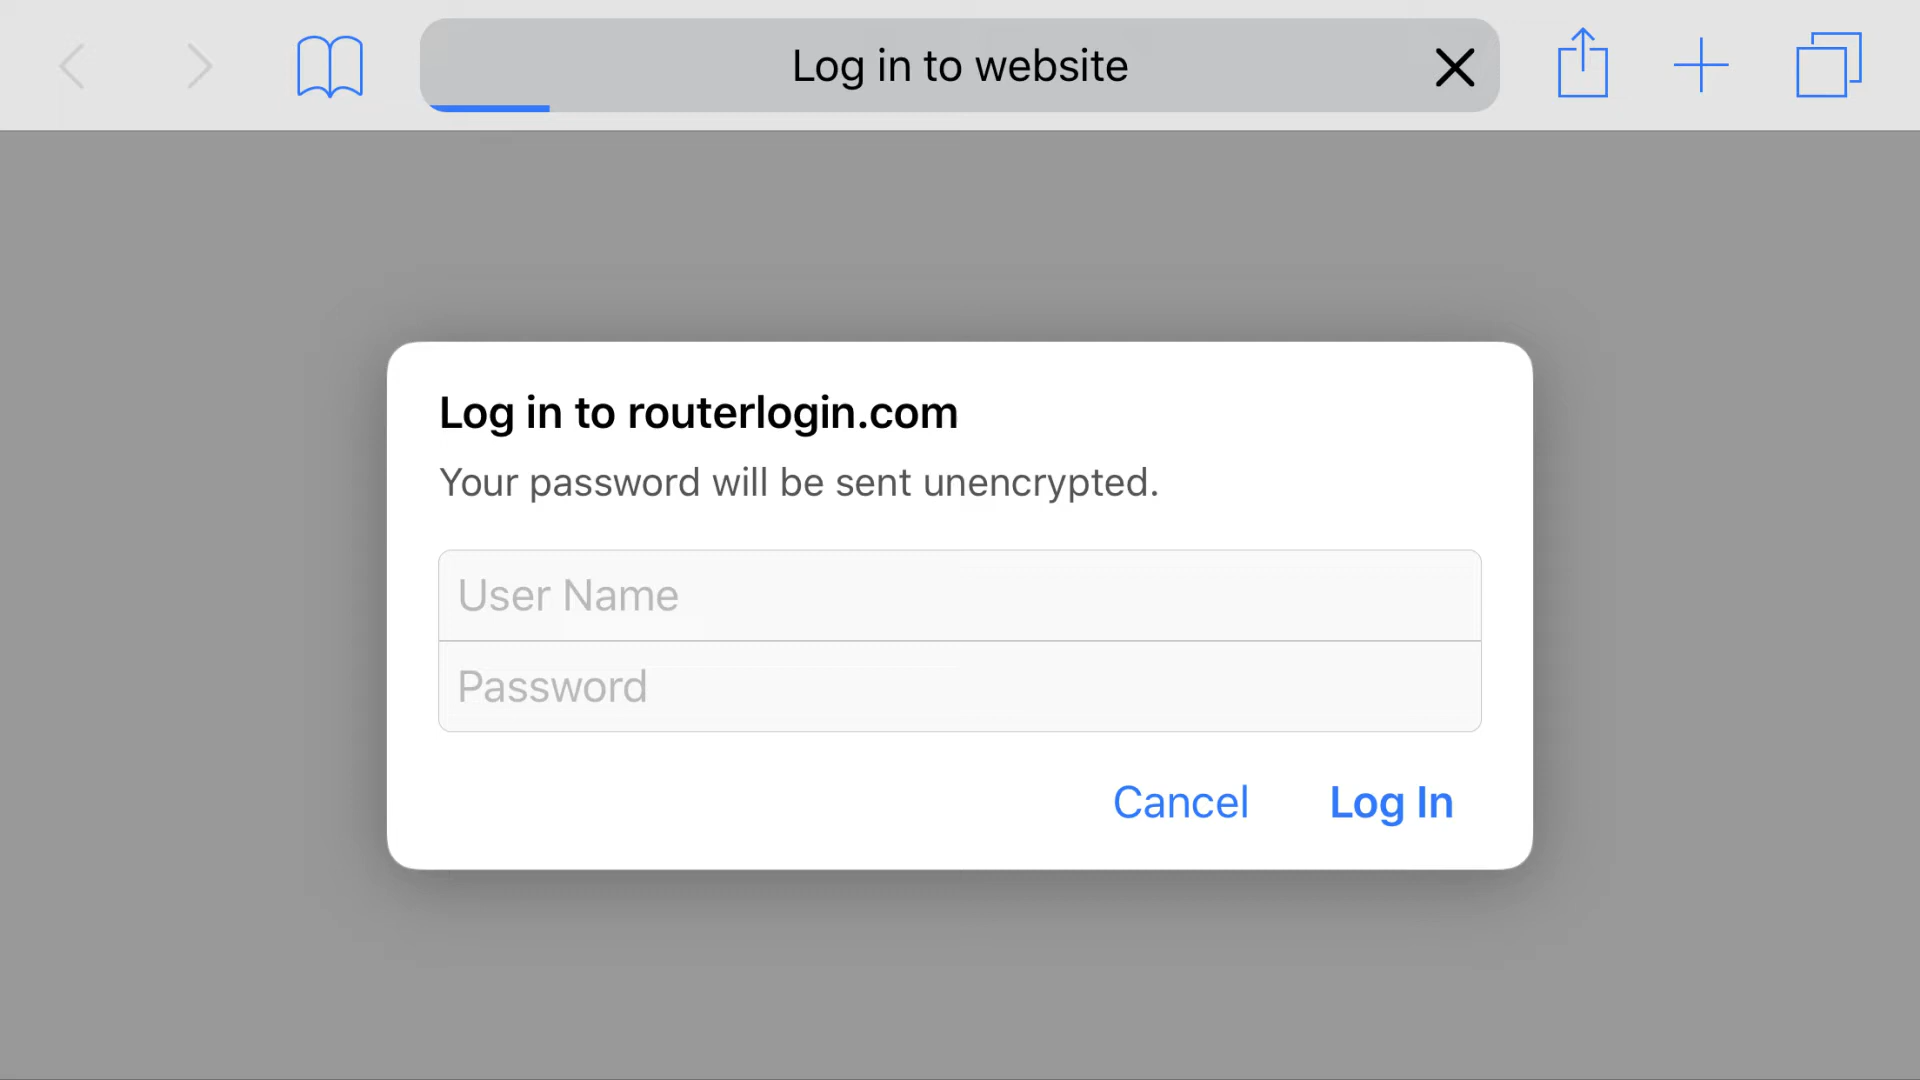 Log in to website
Log in to routerlogin.com
Your password will be sent unencrypted.
User Name
Password
Cancel
Log In